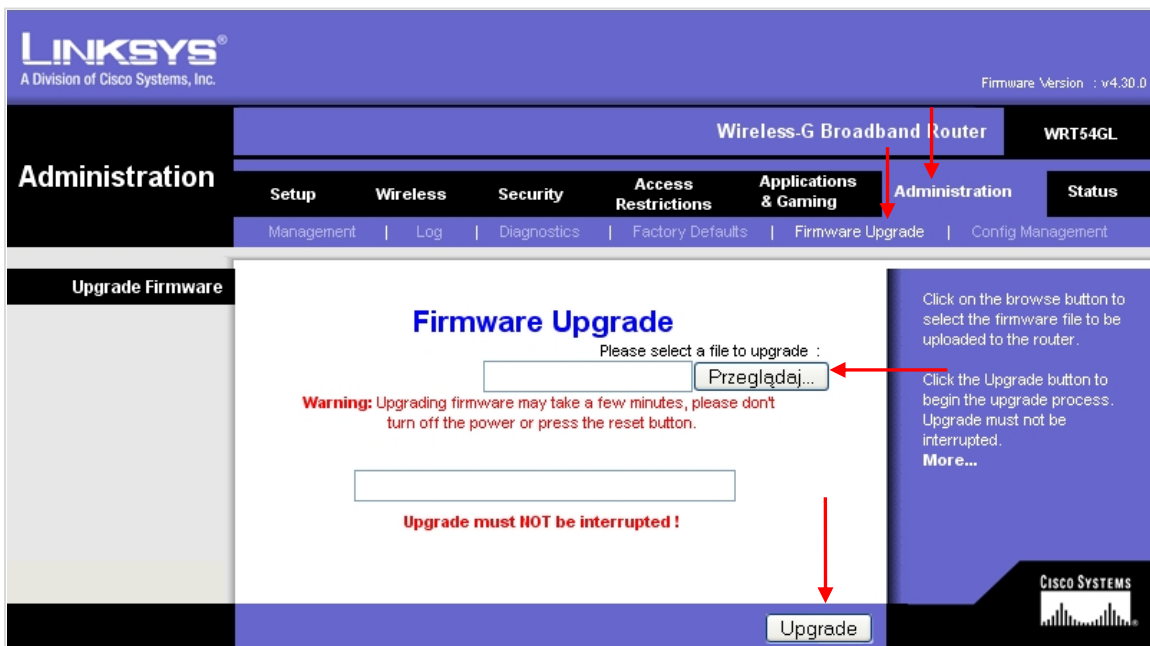 LINKSYS®
A Division of Cisco Systems, Inc.
Firmware Version : v4.30.0
Wireless-G Broadband Router WRT54GL
Administration
Setup Wireless Security Access Restrictions Applications & Gaming Administration Status
Management | Log | Diagnostics | Factory Defaults | Firmware Upgrade | Config Management
Upgrade Firmware
Firmware Upgrade
Please select a file to upgrade :
Przeglądaj...
Warning: Upgrading firmware may take a few minutes, please don't
turn off the power or press the reset button.
Upgrade must NOT be interrupted !
Upgrade
Click on the browse button to
select the firmware file to be
uploaded to the router.
Click the Upgrade button to
begin the upgrade process.
Upgrade must not be
interrupted.
More...
CISCO SYSTEMS